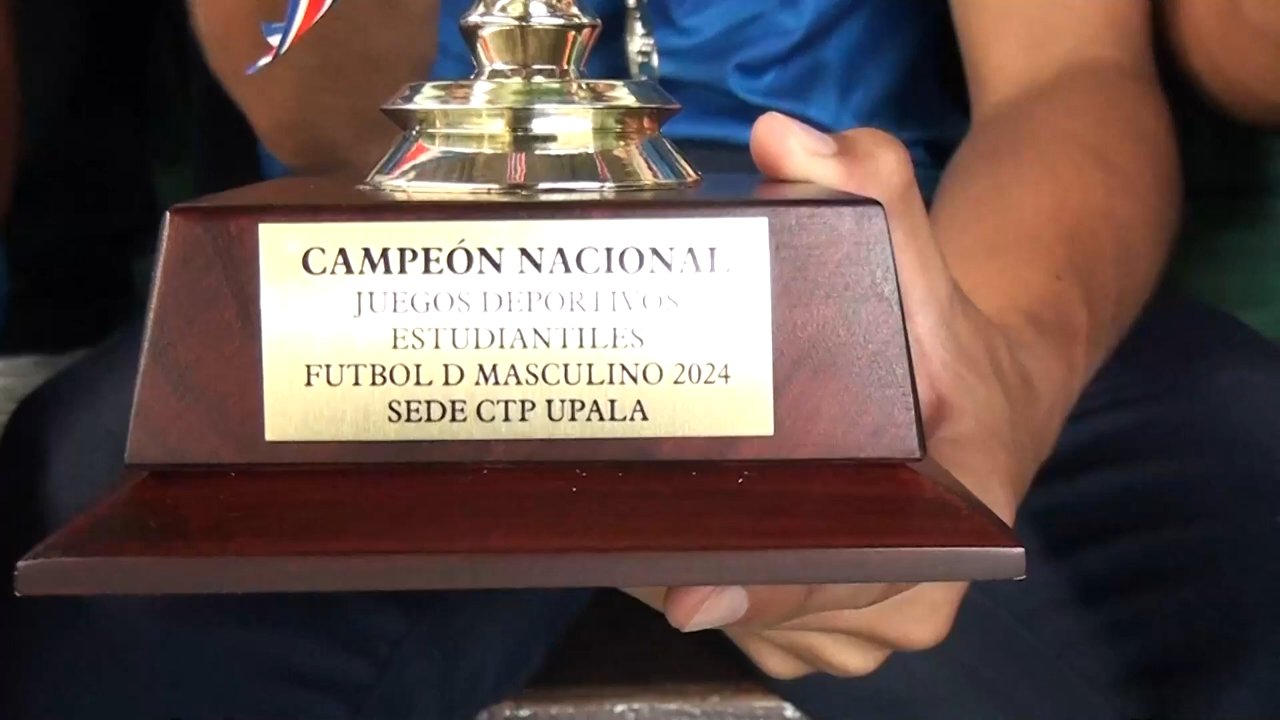 CAMPEÓN NACIONAL
JUEGOS DEPORTIVOS
ESTUDIANTILES
FUTBOL D MASCULINO 2024
SEDE CTP UPALA